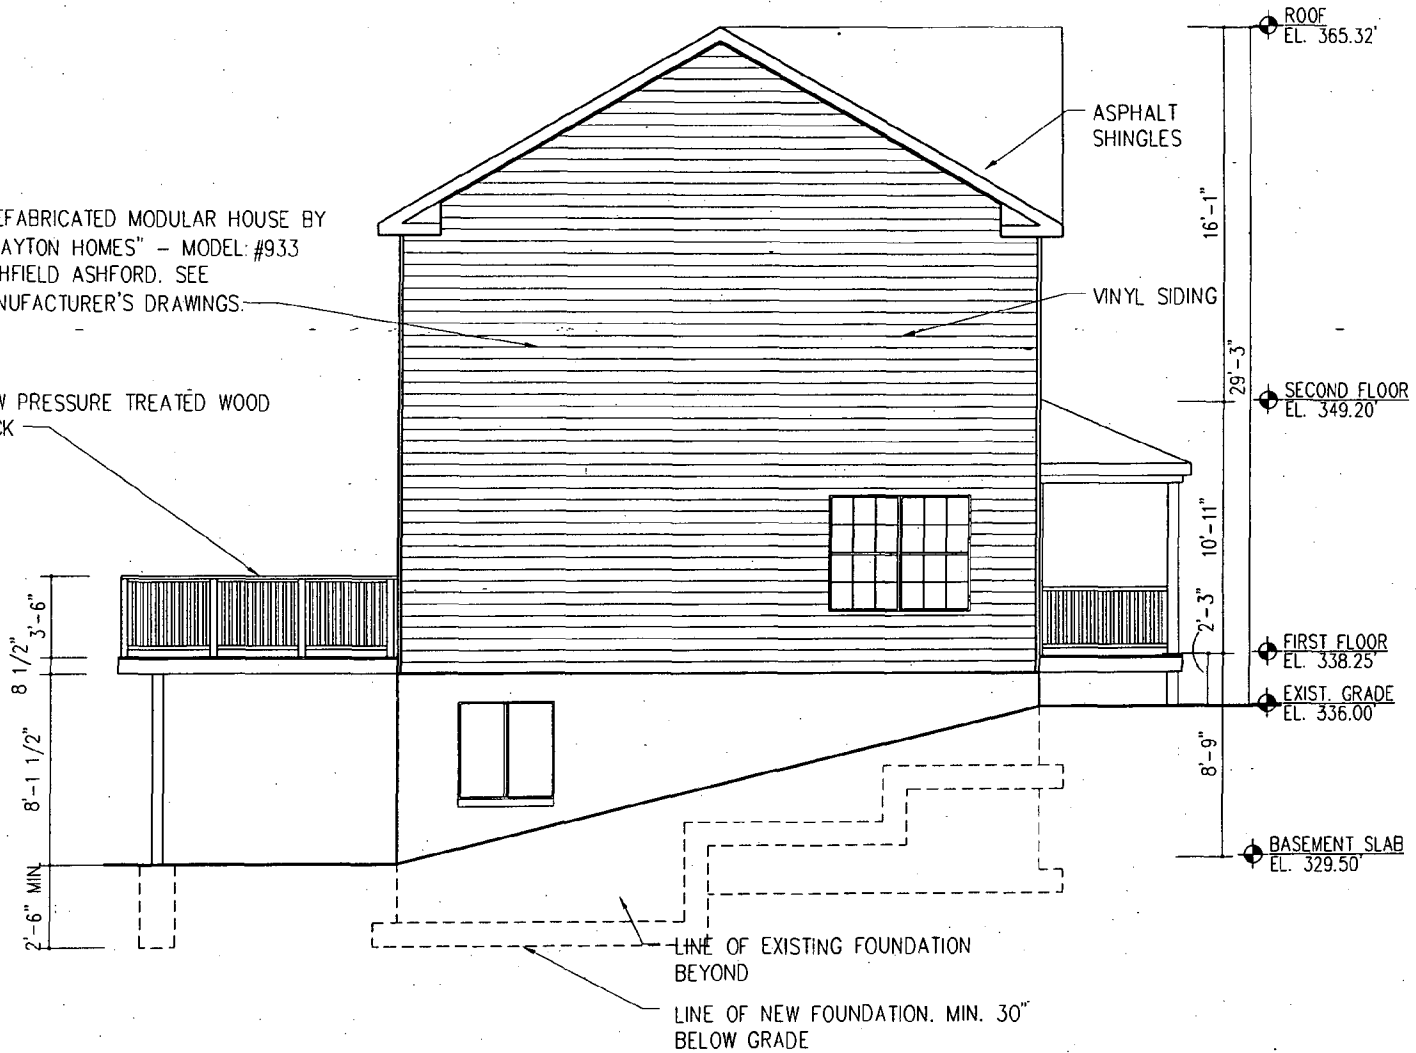 ROOF
EL. 365.32'
ASPHALT
SHINGLES
EFABRICATED MODULAR HOUSE BY
AYTON HOMES" - MODEL: #933
HFIELD ASHFORD. SEE
NUFACTURER'S DRAWINGS.
16'-1"
VINYL SIDING
29'-3"
SECOND FLOOR
EL. 349.20'
W PRESSURE TREATED WOOD
CK
10'-11"
3'-6"
2'-3"
8 1/2"
FIRST FLOOR
EL. 338.25'
EXIST. GRADE
EL. 336.00'
8'-1 1/2"
8'-9"
BASEMENT SLAB
EL. 329.50'
2'-6" MIN.
LINE OF EXISTING FOUNDATION
BEYOND
LINE OF NEW FOUNDATION. MIN. 30"
BELOW GRADE